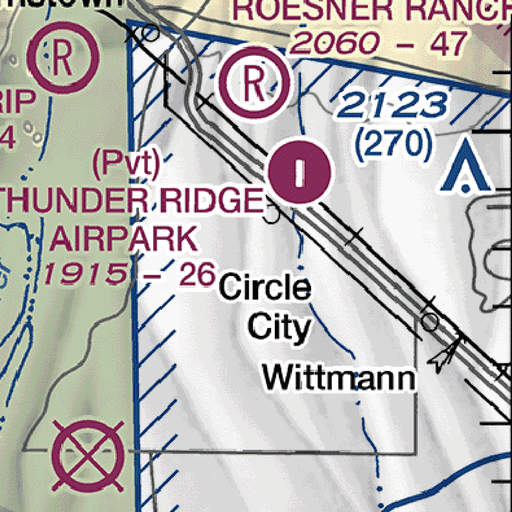 ROESNER RANCH
2060 - 47
R
R
RIP
4
2123
(270)
(Pvt)
THUNDER RIDGE
AIRPARK
1915 - 26
Circle
City
Wittmann